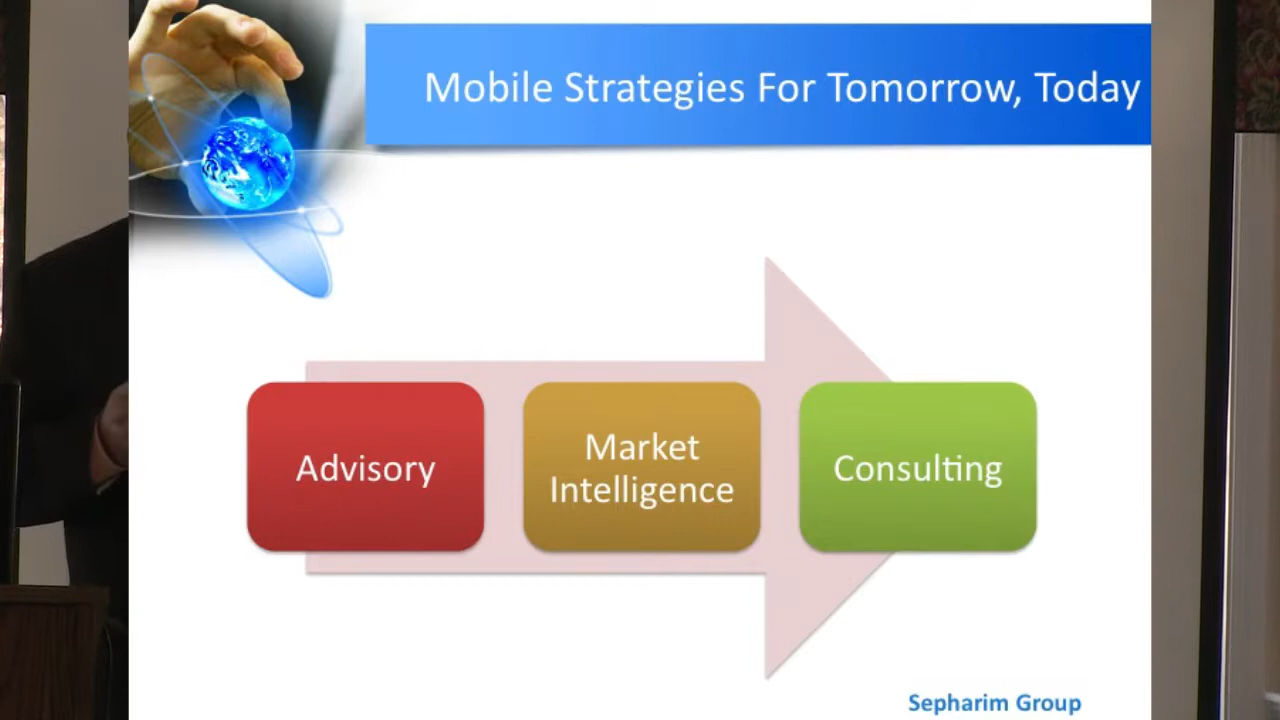 Mobile Strategies For Tomorrow, Today
Advisory
Market
Intelligence
Consulting
Sepharim Group